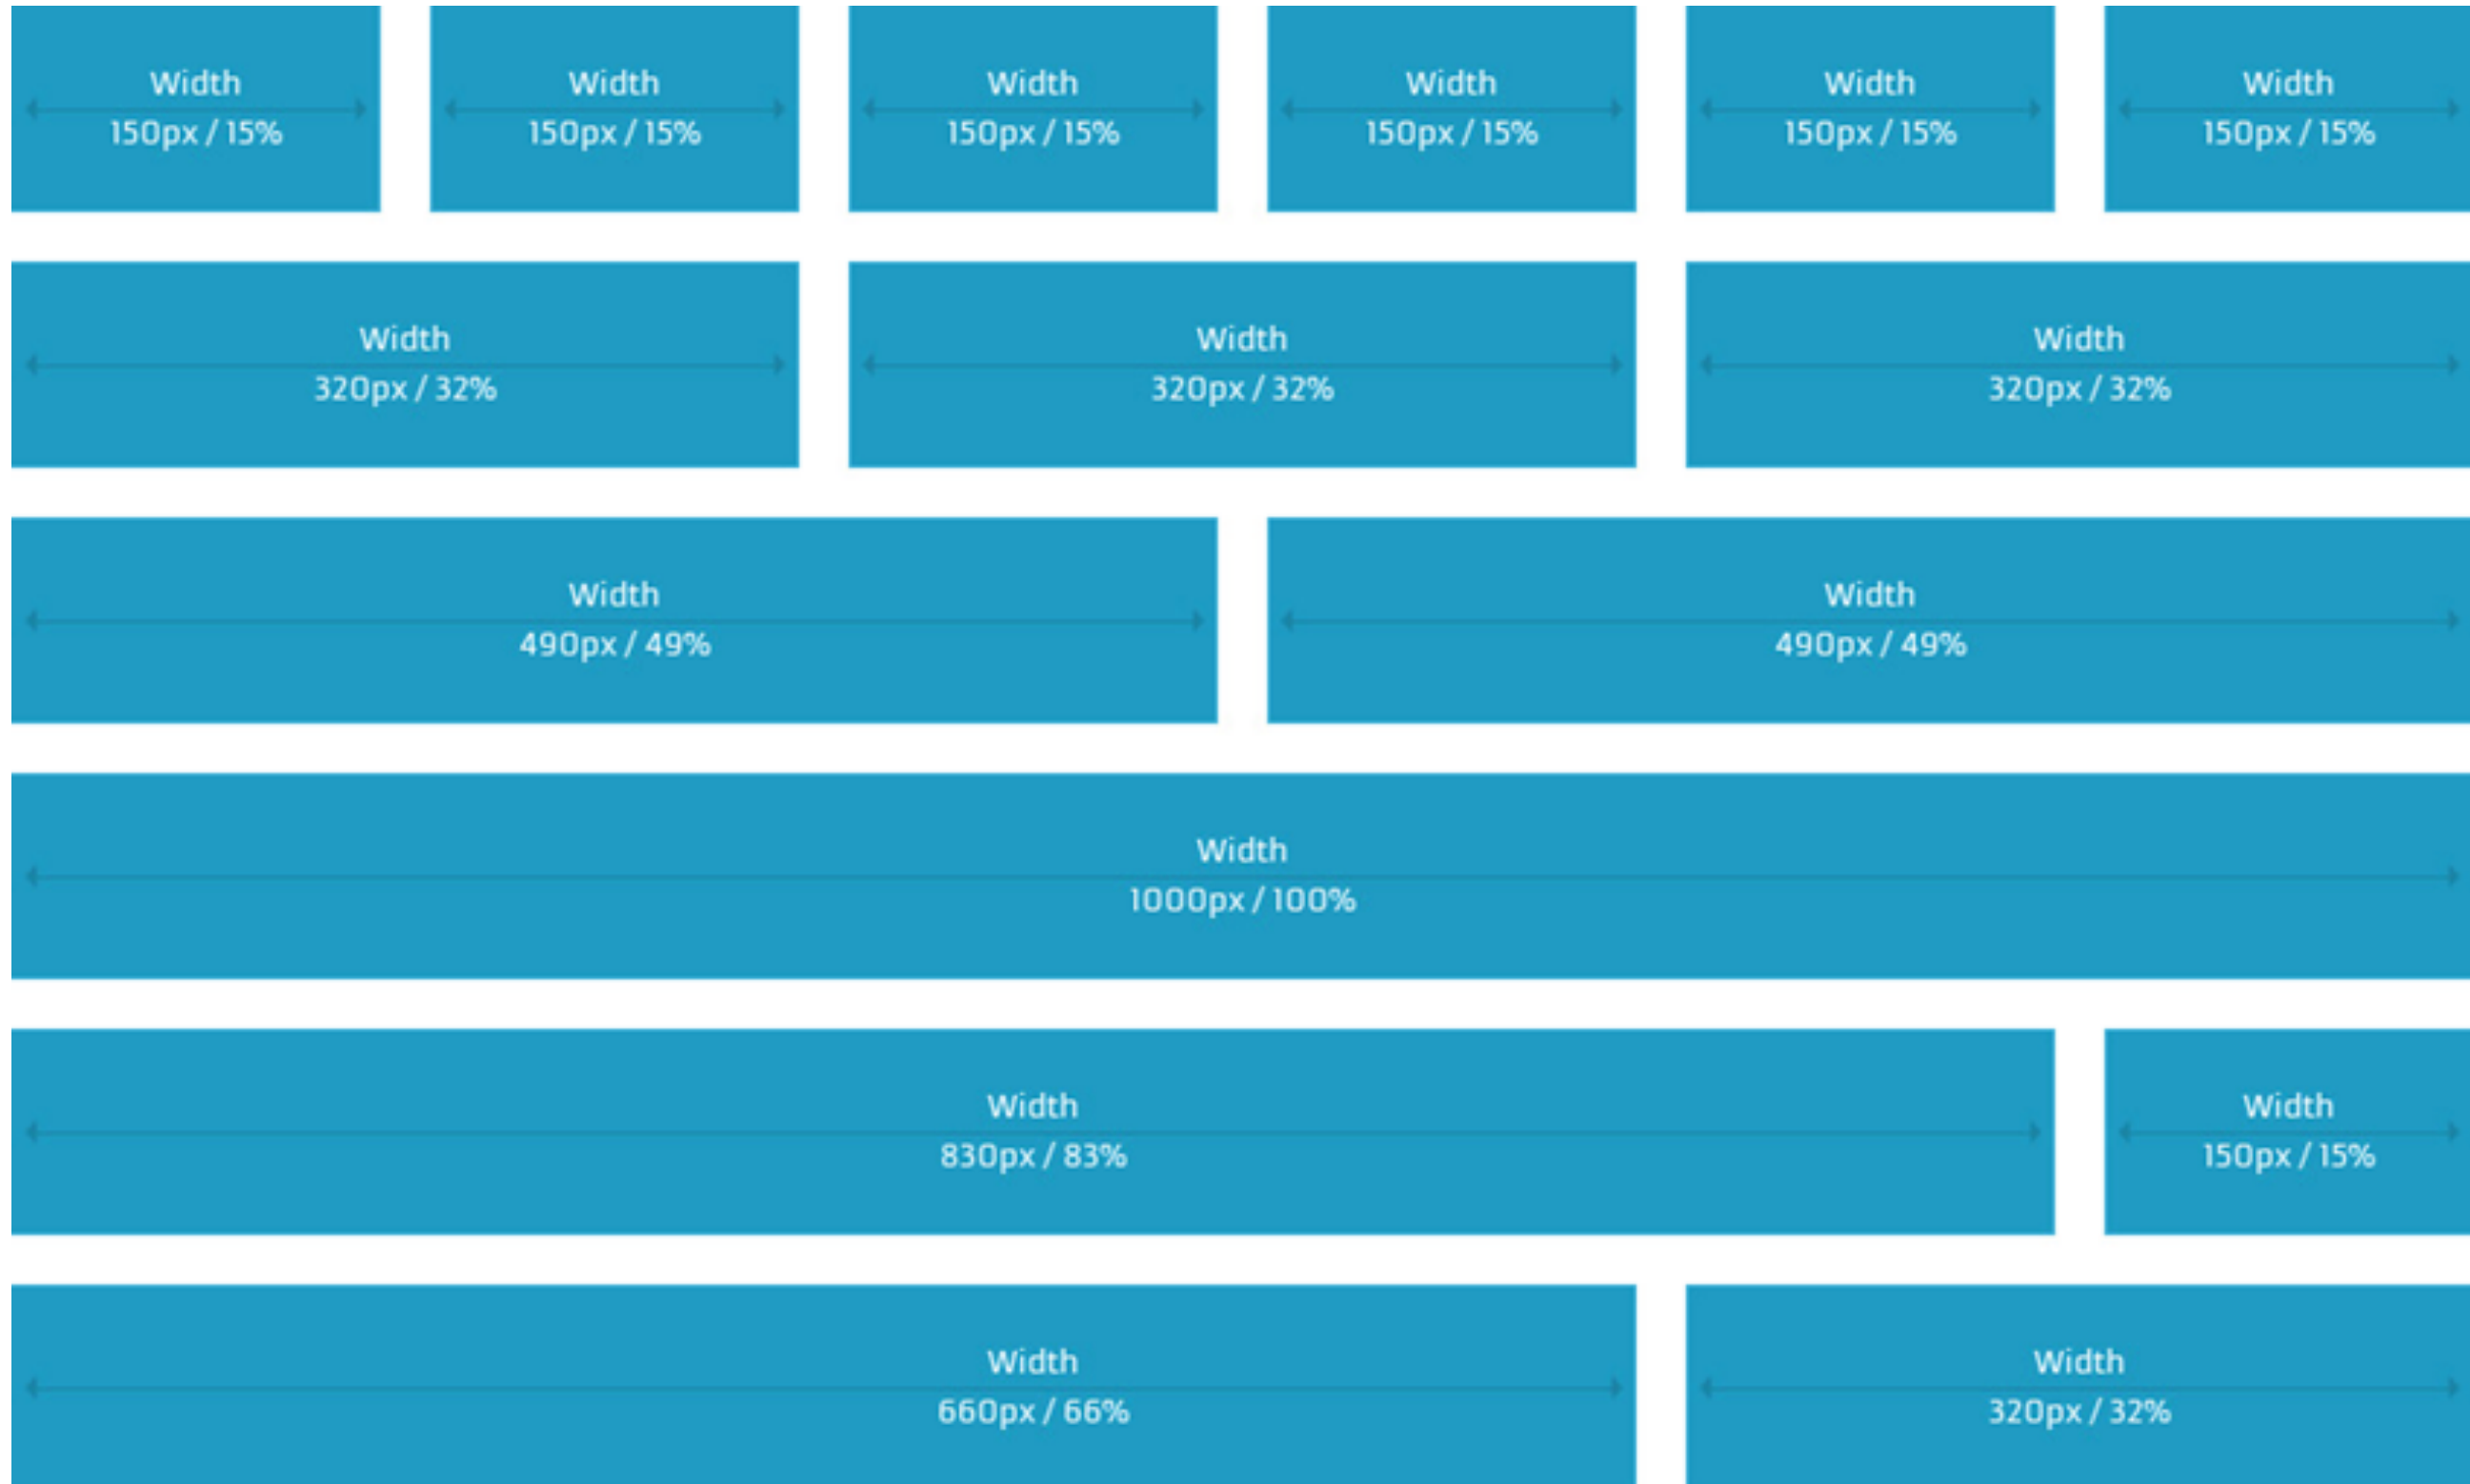 Width Width Width Width Width Width
150px / 15% 150px / 15% 150px / 15% 150px / 15% 150px / 15% 150px / 15%
Width Width Width
320px / 32% 320px / 32% 320px / 32%
Width Width
490px / 49% 490px / 49%
Width
1000px / 100%
Width Width
830px / 83% 150px / 15%
Width Width
660px / 66% 320px / 32%